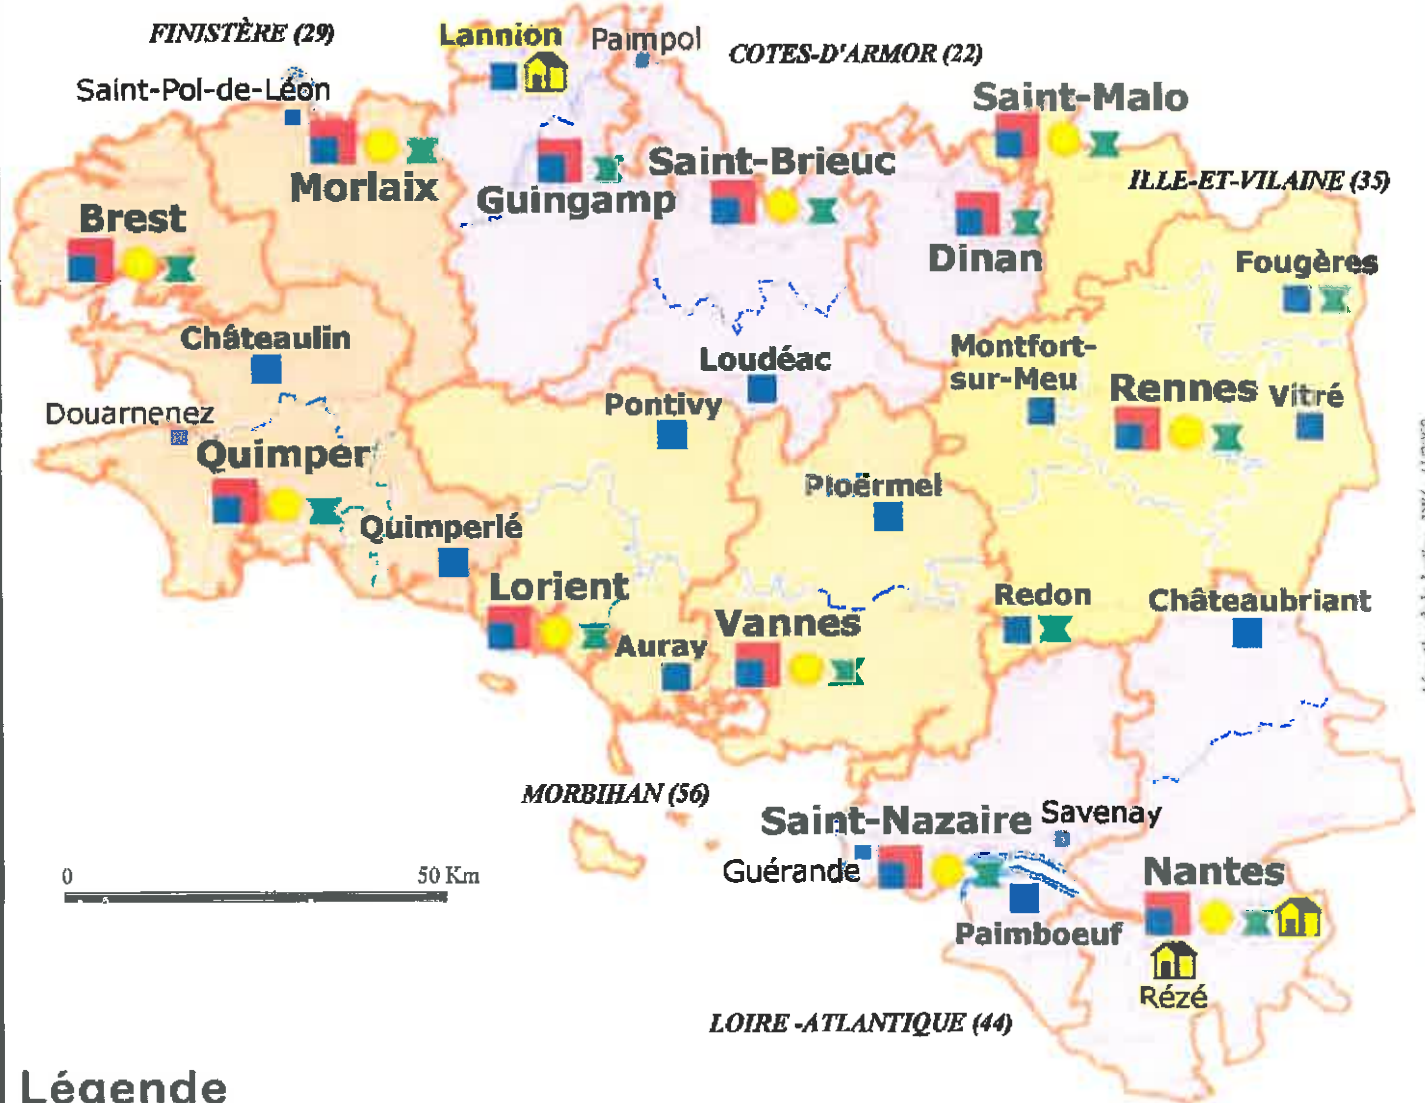 FINISTÈRE (29)
Lannion
Paimpol
COTES-D'ARMOR (22)
Saint-Pol-de-Léon
Saint-Malo
Morlaix
Guingamp
Saint-Brieuc
ILLE-ET-VILAINE (35)
Brest
Dinan
Fougères
Châteaulin
Loudéac
Montfort-
sur-Meu
Rennes
Vitré
Douarnenez
Pontivy
Quimper
Ploërmel
Quimperlé
Lorient
Auray
Vannes
Redon
Châteaubriant
MORBIHAN (56)
Saint-Nazaire
Savenay
Guérande
Nantes
0 50 Km
Paimboeuf
Rézé
LOIRE -ATLANTIQUE (44)
Légende